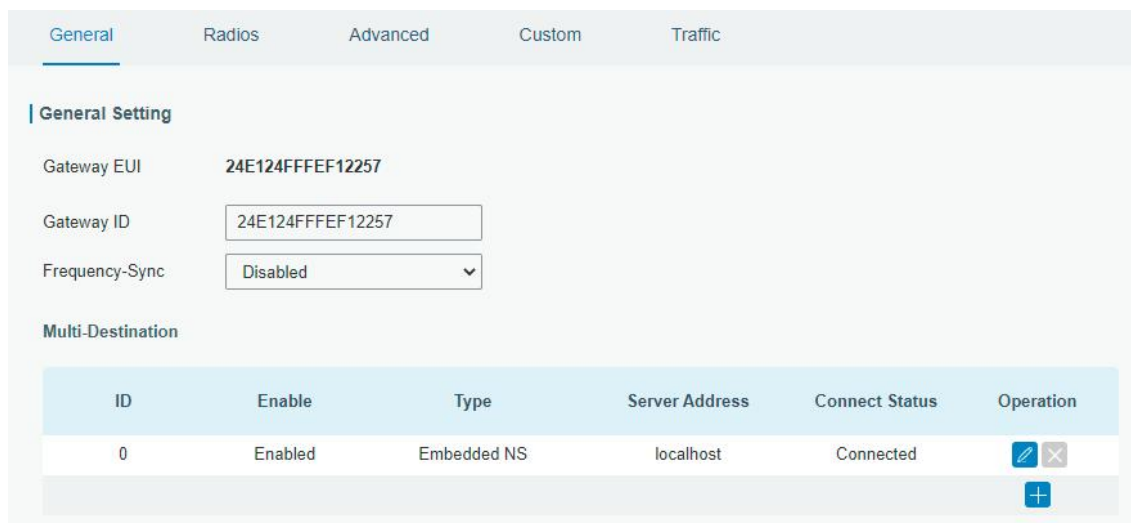 General Radios Advanced Custom Traffic
General Setting
Gateway EUI 24E124FFFEF12257
Gateway ID 24E124FFFEF12257
Frequency-Sync Disabled
Multi-Destination
ID Enable Type Server Address Connect Status Operation
0 Enabled Embedded NS localhost Connected